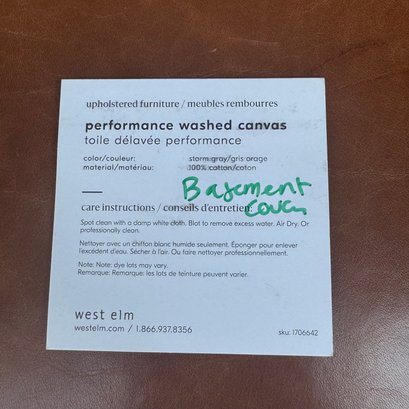 upholstered furniture / meubles rembourres
performance washed canvas
toile délavée performance
color/couleur: storm gray/gris orage
material/matériau: 100% cotton/coton
Basement
Couch
care instructions / conseils d'entretien:
Spot clean with a damp white cloth. Blot to remove excess water. Air Dry. Or
professionally clean.
Nettoyer avec un chiffon blanc humide seulement. Éponger pour enlever
l'excédent d'eau. Sécher à l'air. Ou faire nettoyer professionnellement.
Note: Note: dye lots may vary.
Remarque: Remarque: les lots de teinture peuvent varier.
west elm
westelm.com / 1.866.937.8356
sku: 1706642